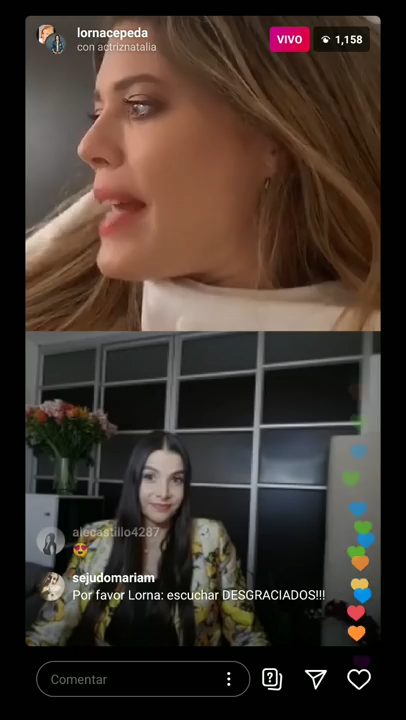 lornacepeda
con actriznatalia
VIVO
1,158
alecastillo4287
😍
sejudomariam
Por favor Lorna: escuchar DESGRACIADOS!!!
Comentar